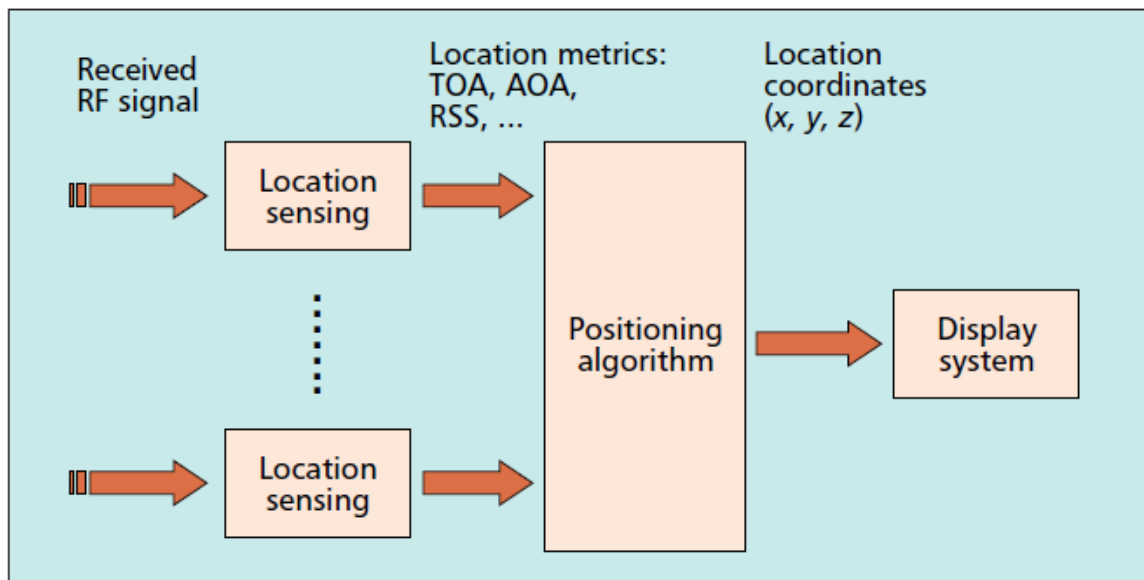 Received
RF signal
Location metrics:
TOA, AOA,
RSS, ...
Location
coordinates
(x, y, z)
Location
sensing
Positioning
algorithm
Display
system
Location
sensing